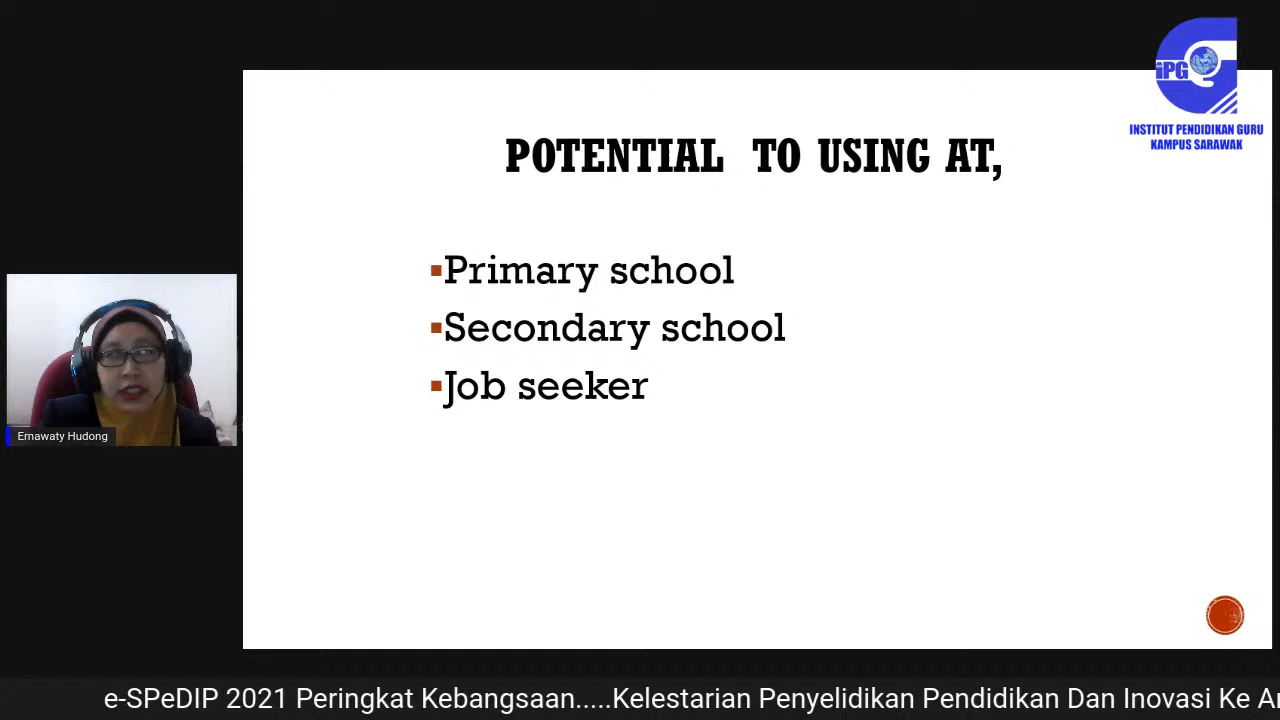 iPG
INSTITUT PENDIDIKAN GURU
KAMPUS SARAWAK
POTENTIAL TO USING AT,
▪Primary school
▪Secondary school
▪Job seeker
Ernawaty Hudong
e-SPeDIP 2021 Peringkat Kebangsaan.....Kelestarian Penyelidikan Pendidikan Dan Inovasi Ke